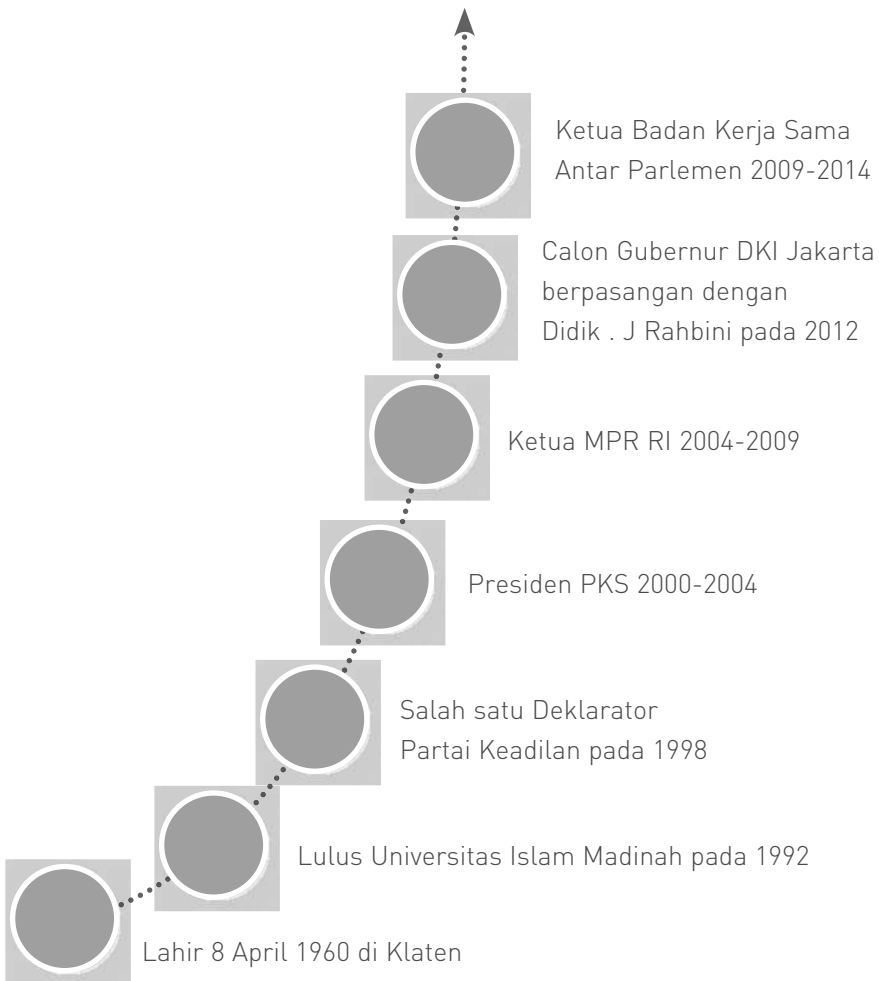 Ketua Badan Kerja Sama
Antar Parlemen 2009-2014
Calon Gubernur DKI Jakarta
berpasangan dengan
Didik . J Rahbini pada 2012
Ketua MPR RI 2004-2009
Presiden PKS 2000-2004
Salah satu Deklarator
Partai Keadilan pada 1998
Lulus Universitas Islam Madinah pada 1992
Lahir 8 April 1960 di Klaten